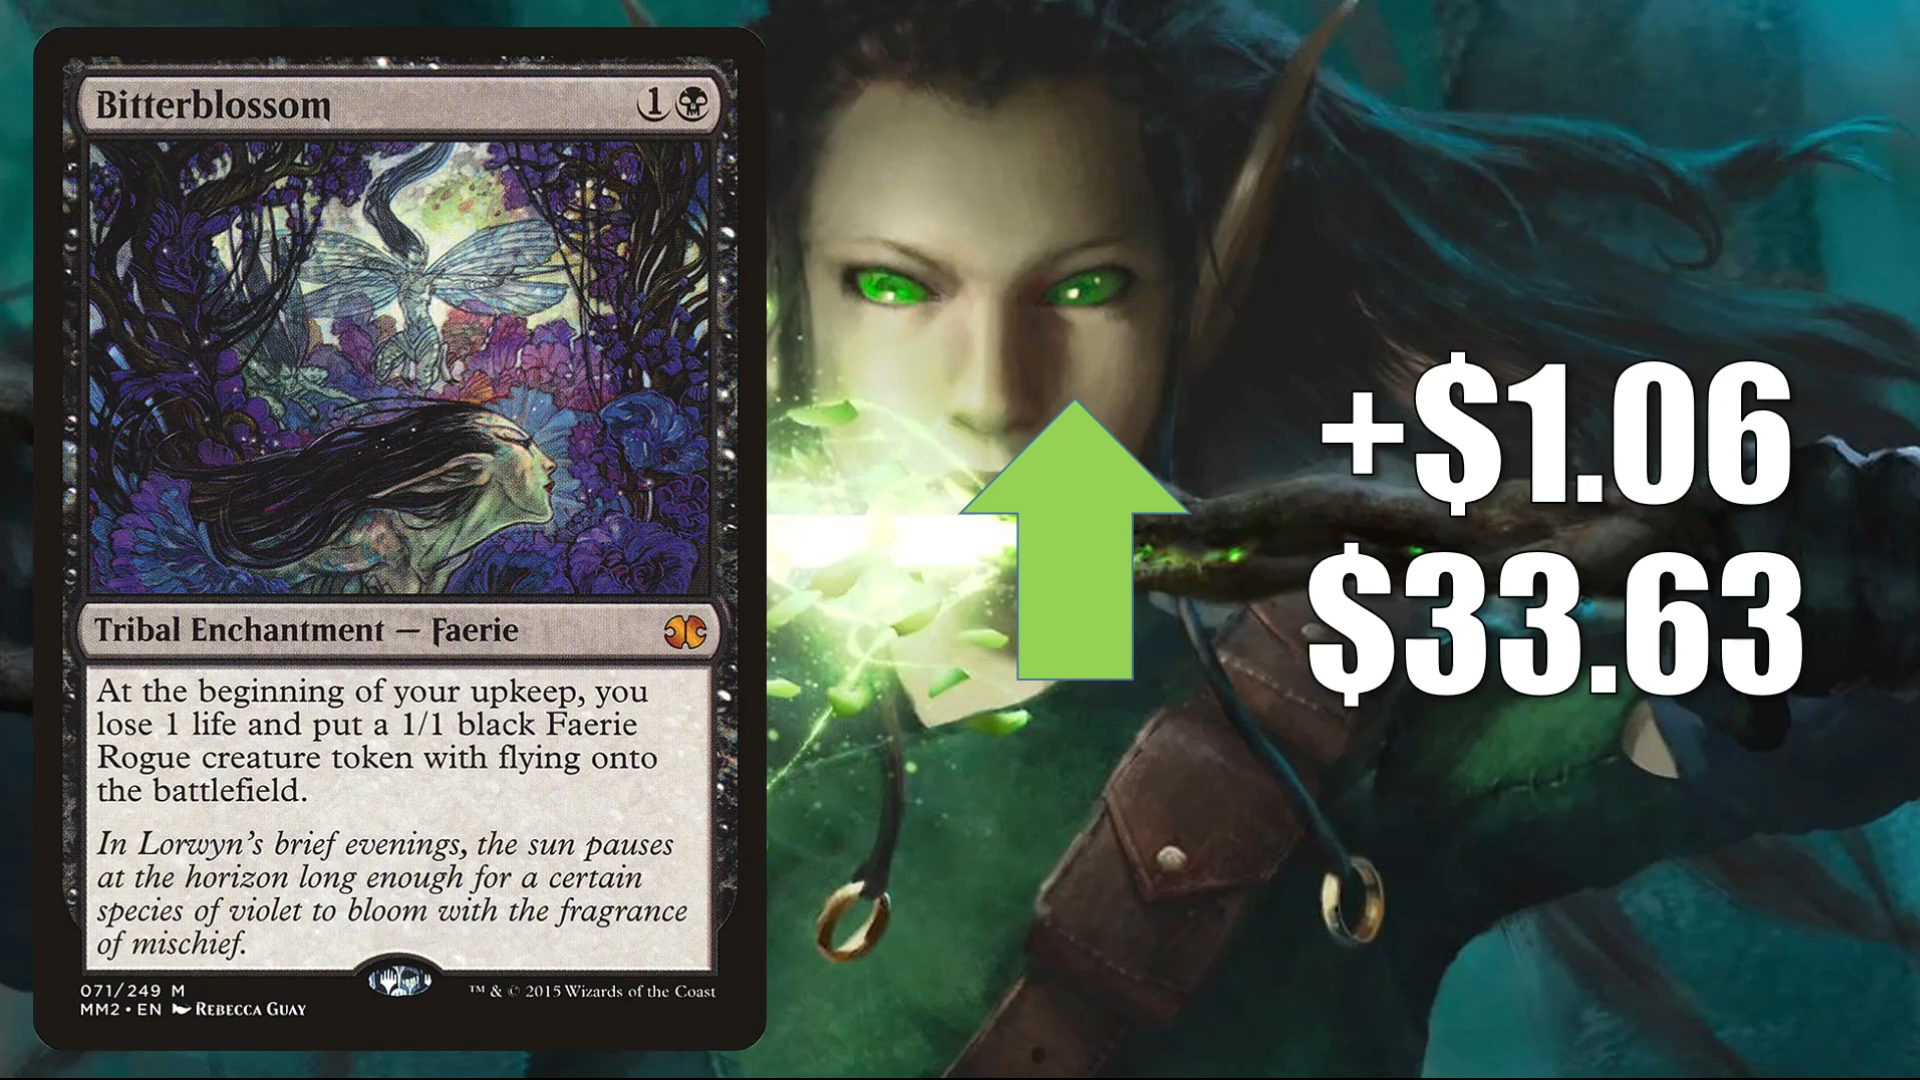 Bitterblossom
1
Tribal Enchantment — Faerie
At the beginning of your upkeep, you
lose 1 life and put a 1/1 black Faerie
Rogue creature token with flying onto
the battlefield.
In Lorwyn's brief evenings, the sun pauses
at the horizon long enough for a certain
species of violet to bloom with the fragrance
of mischief.
071/249 M
MM2 • EN REBECCA GUAY
™ & © 2015 Wizards of the Coast
+$1.06
$33.63